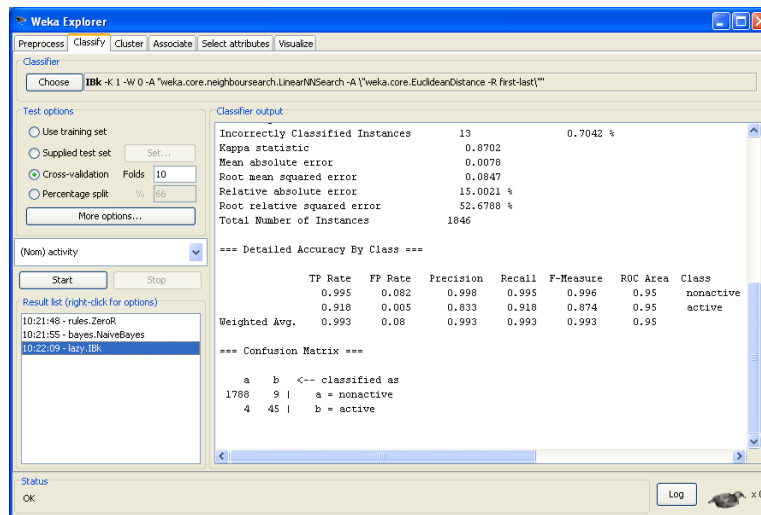 Weka Explorer
Preprocess Classify Cluster Associate Select attributes Visualize
Classifier
Choose IBk -K 1 -W 0 -A "weka.core.neighboursearch.LinearNNSearch -A \"weka.core.EuclideanDistance -R first-last\""
Test options
Use training set
Supplied test set Set...
Cross-validation Folds 10
Percentage split % 66
More options...
(Nom) activity
Start Stop
Result list (right-click for options)
10:21:48 - rules.ZeroR
10:21:55 - bayes.NaiveBayes
10:22:09 - lazy.IBk
Classifier output
Incorrectly Classified Instances 13 0.7042 %
Kappa statistic 0.8702
Mean absolute error 0.0078
Root mean squared error 0.0847
Relative absolute error 15.0021 %
Root relative squared error 52.6788 %
Total Number of Instances 1846
=== Detailed Accuracy By Class ===
TP Rate FP Rate Precision Recall F-Measure ROC Area Class
0.995 0.082 0.998 0.995 0.996 0.95 nonactive
0.918 0.005 0.833 0.918 0.874 0.95 active
Weighted Avg. 0.993 0.08 0.993 0.993 0.993 0.95
=== Confusion Matrix ===
a b <-- classified as
1788 9 | a = nonactive
4 45 | b = active
Status
OK
Log